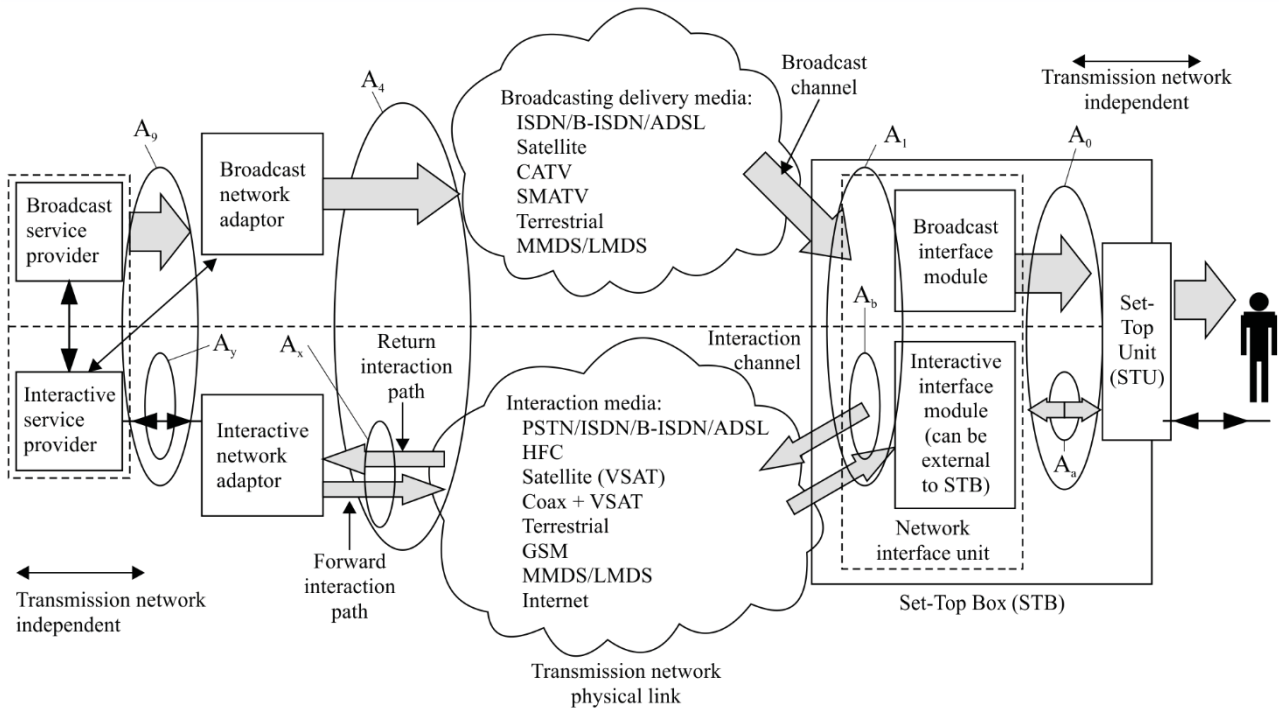 A₉
Broadcast
service
provider
Interactive
service
provider
Transmission network
independent
Broadcast
network
adaptor
Aᵧ
Interactive
network
adaptor
A₄
Aₓ
Return
interaction
path
Forward
interaction
path
Broadcasting delivery media:
ISDN/B-ISDN/ADSL
Satellite
CATV
SMATV
Terrestrial
MMDS/LMDS
Interaction media:
PSTN/ISDN/B-ISDN/ADSL
HFC
Satellite (VSAT)
Coax + VSAT
Terrestrial
GSM
MMDS/LMDS
Internet
Transmission network
physical link
Broadcast
channel
Interaction
channel
Transmission network
independent
A₁
A₀
Broadcast
interface
module
A_b
Interactive
interface
module
(can be
external
to STB)
Network
interface unit
A_a
Set-
Top
Unit
(STU)
Set-Top Box (STB)